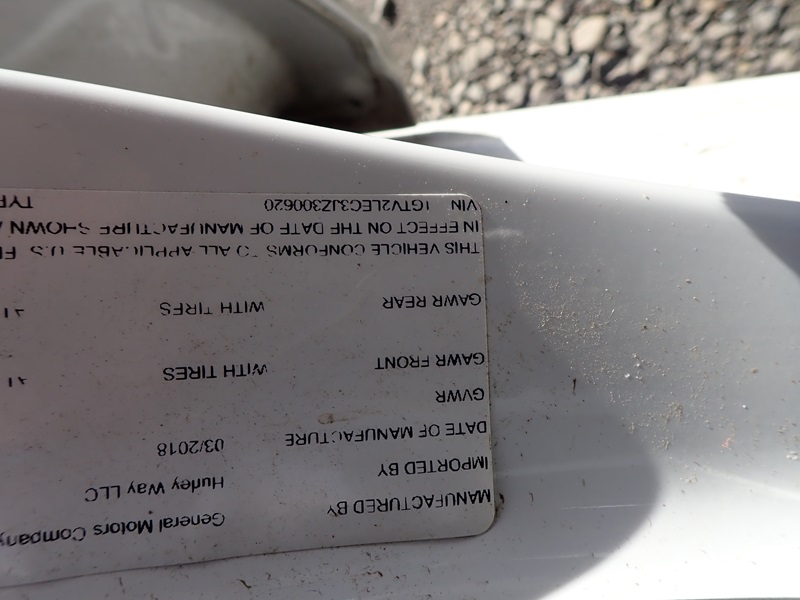 MANUFACTURED BY General Motors Company
IMPORTED BY Hurley Way LLC
DATE OF MANUFACTURE 03/2018
GVWR
GAWR FRONT WITH TIRES
GAWR REAR WITH TIRES
THIS VEHICLE CONFORMS TO ALL APPLICABLE U.S.
IN EFFECT ON THE DATE OF MANUFACTURE SHOWN
VIN 1GTV2LEC3JZ300620